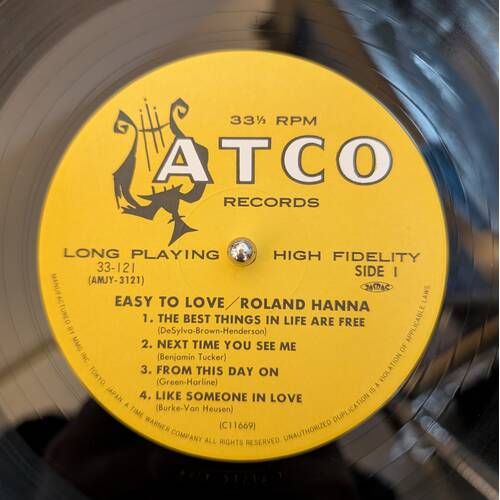 33⅓ RPM
ATCO
RECORDS
LONG PLAYING HIGH FIDELITY
33-121 SIDE 1
(AMJY-3121)
EASY TO LOVE/ROLAND HANNA
1. THE BEST THINGS IN LIFE ARE FREE
(DeSylva-Brown-Henderson)
2. NEXT TIME YOU SEE ME
(Benjamin Tucker)
3. FROM THIS DAY ON
(Green-Harline)
4. LIKE SOMEONE IN LOVE
(Burke-Van Heusen)
(C11669)
MANUFACTURED BY MMG INC. TOKYO, JAPAN. A TIME WARNER COMPANY ALL RIGHTS RESERVED. UNAUTHORIZED DUPLICATION IS A VIOLATION OF APPLICABLE LAWS.